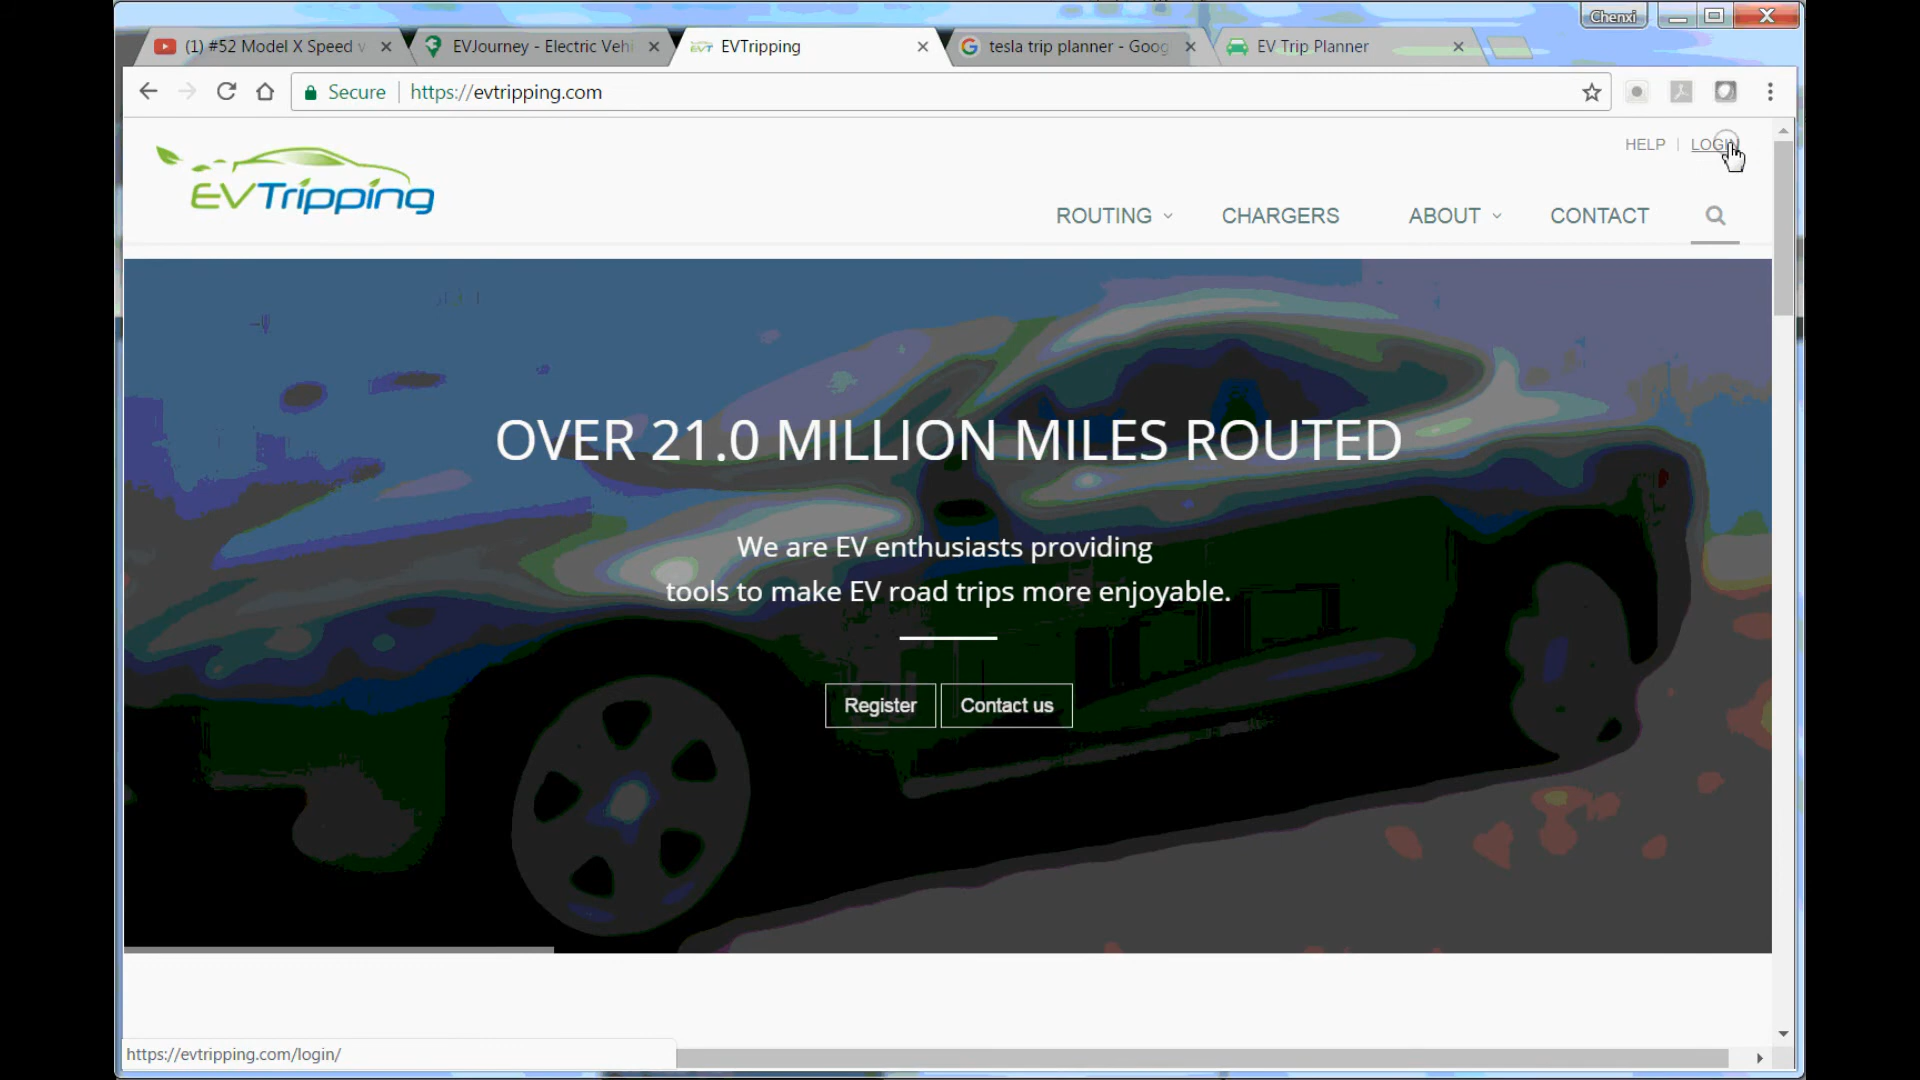 Chenxi
(1) #52 Model X Speed v
EVJourney - Electric Vehi
EVTripping
tesla trip planner - Goog
EV Trip Planner
Secure
https://evtripping.com
HELP | LOGIN
EVTripping
ROUTING
CHARGERS
ABOUT
CONTACT
OVER 21.0 MILLION MILES ROUTED
We are EV enthusiasts providing
tools to make EV road trips more enjoyable.
Register
Contact us
https://evtripping.com/login/